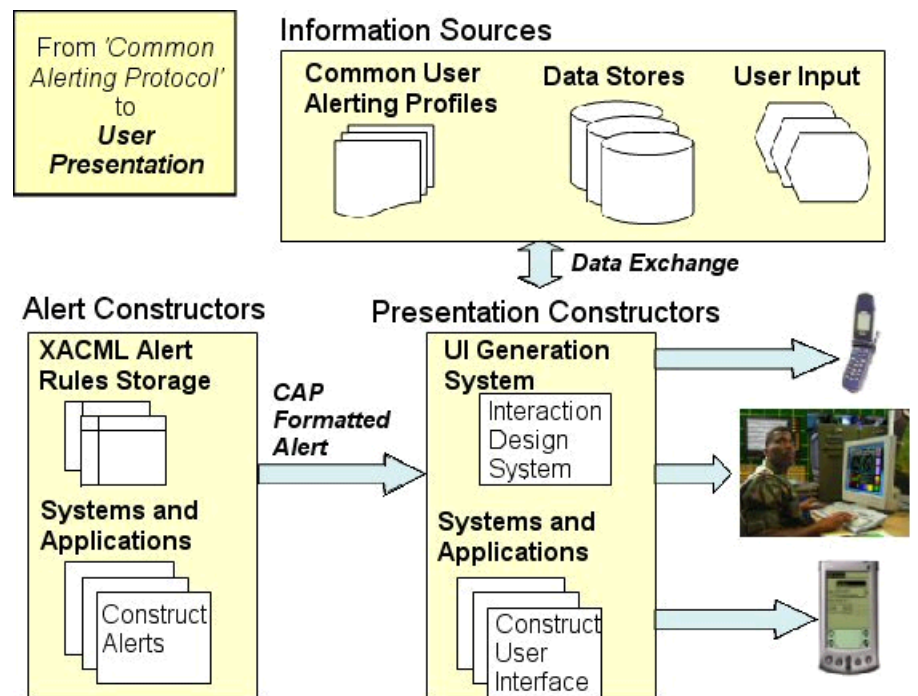 From 'Common
Alerting Protocol'
to
User
Presentation
Information Sources
Common User
Alerting Profiles
Data Stores
User Input
Data Exchange
Alert Constructors
XACML Alert
Rules Storage
Systems and
Applications
Construct
Alerts
CAP
Formatted
Alert
Presentation Constructors
UI Generation
System
Interaction
Design
System
Systems and
Applications
Construct
User
Interface